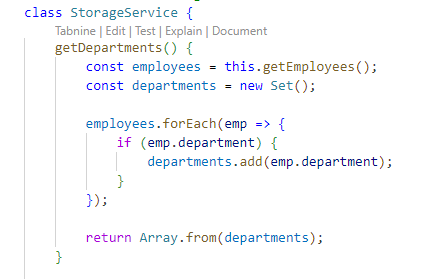 class StorageService {
Tabnine | Edit | Test | Explain | Document
getDepartments() {
const employees = this.getEmployees();
const departments = new Set();
employees.forEach(emp => {
if (emp.department) {
departments.add(emp.department);
}
});
return Array.from(departments);
}